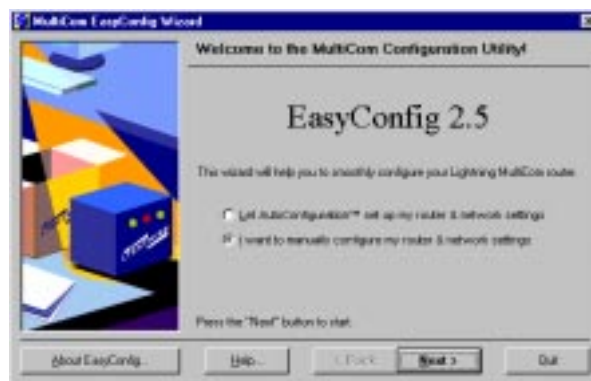 MultiCom EasyConfig Wizard
Welcome to the MultiCom Configuration Utility!
EasyConfig 2.5
This wizard will help you to smoothly configure your Lightning MultiCom router.
Let AutoConfiguration™ set up my router & network settings
I want to manually configure my router & network settings
Press the "Next" button to start.
About EasyConfig...
Help...
< Back
Next >
Quit